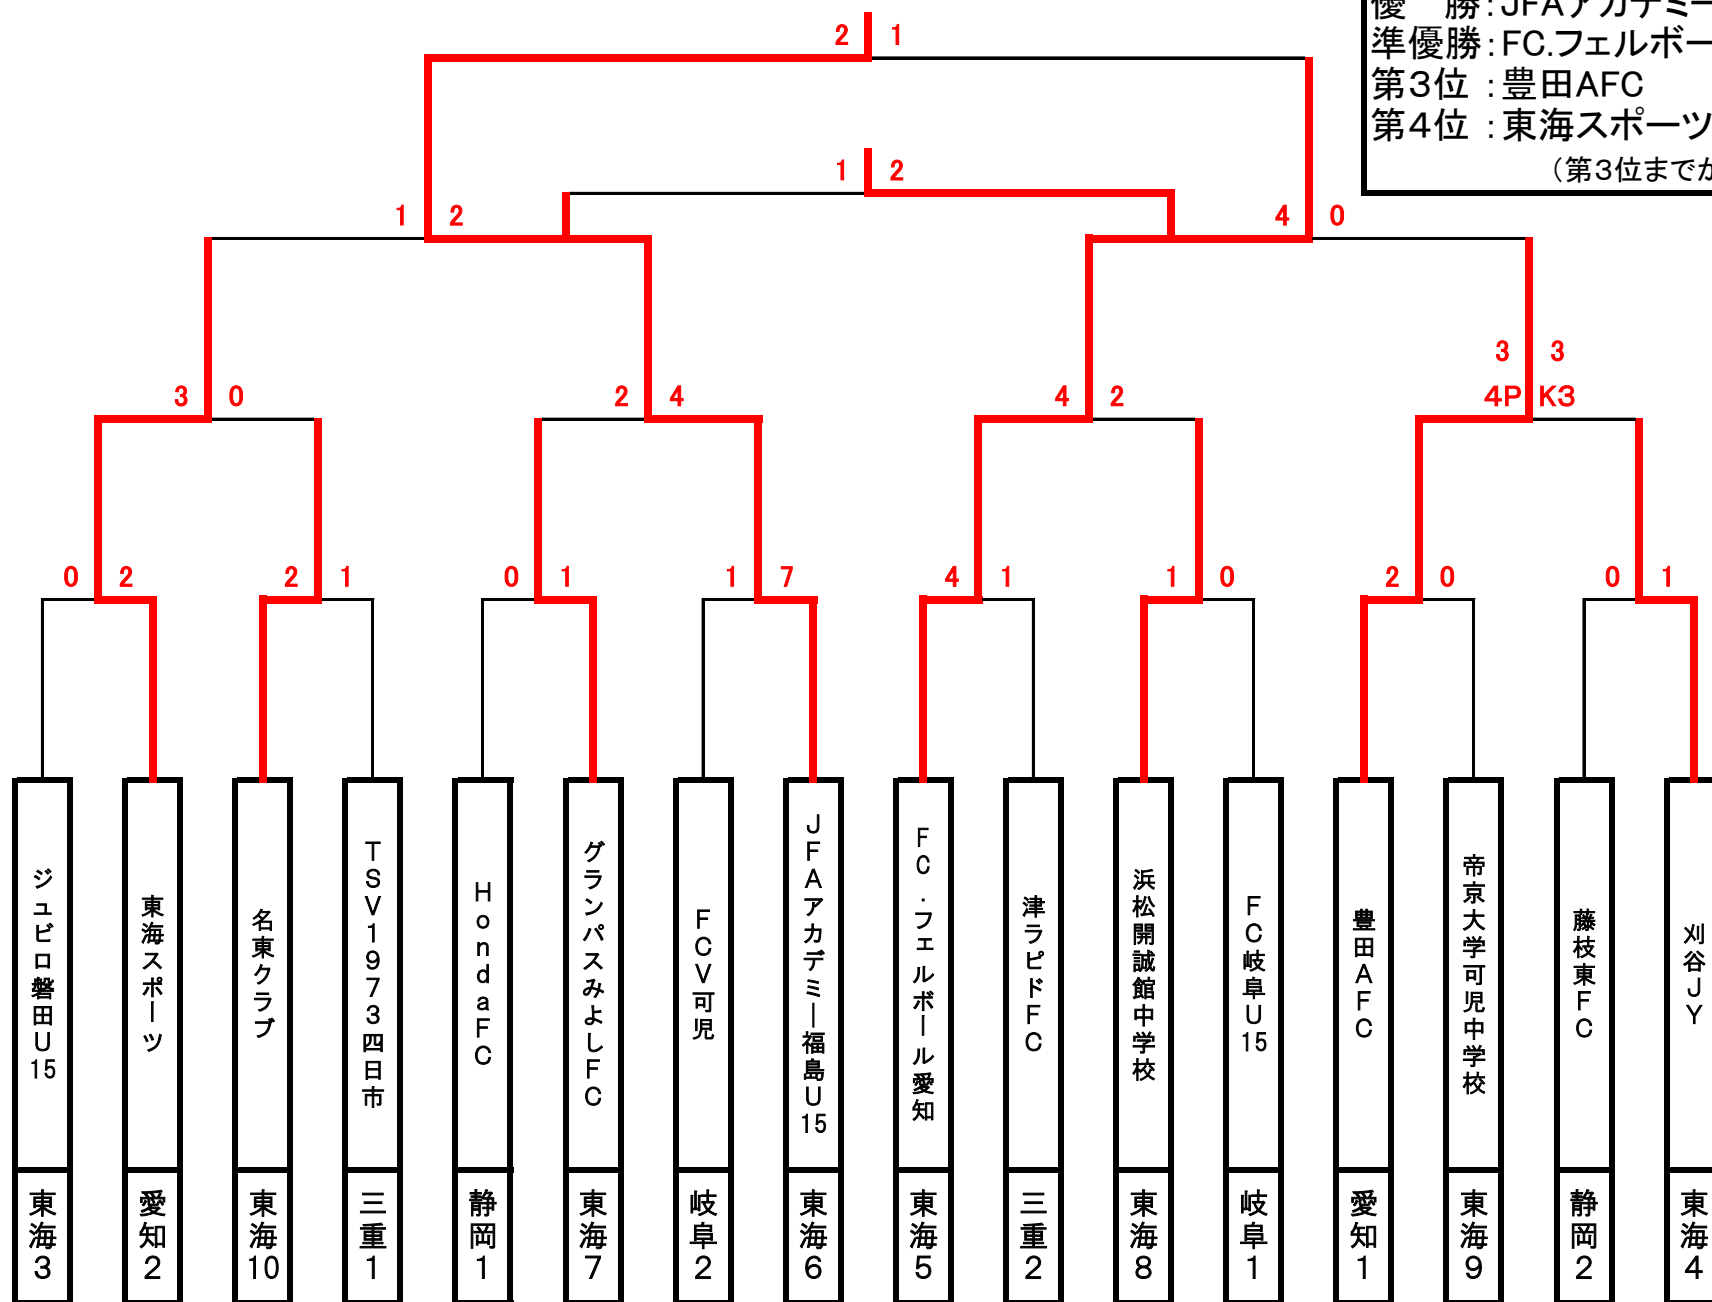 優　勝：JFAアカデミー
準優勝：FC.フェルボー
第3位：豊田AFC
第4位：東海スポーツ
（第3位までが
2 1
1 2
1 2
4 0
3 3
3 0
2 4
4 2
4PK3
0 2
2 1
0 1
1 7
4 1
1 0
2 0
0 1
ジュビロ磐田U15
東海スポーツ
名東クラブ
TSV1973四日市
HondaFC
グランパスみよしFC
FCV可児
JFAアカデミー福島U15
FC.フェルボール愛知
津ラピドFC
浜松開誠館中学校
FC岐阜U15
豊田AFC
帝京大学可児中学校
藤枝東FC
刈谷JY
東海3
愛知2
東海10
三重1
静岡1
東海7
岐阜2
東海6
東海5
三重2
東海8
岐阜1
愛知1
東海9
静岡2
東海4